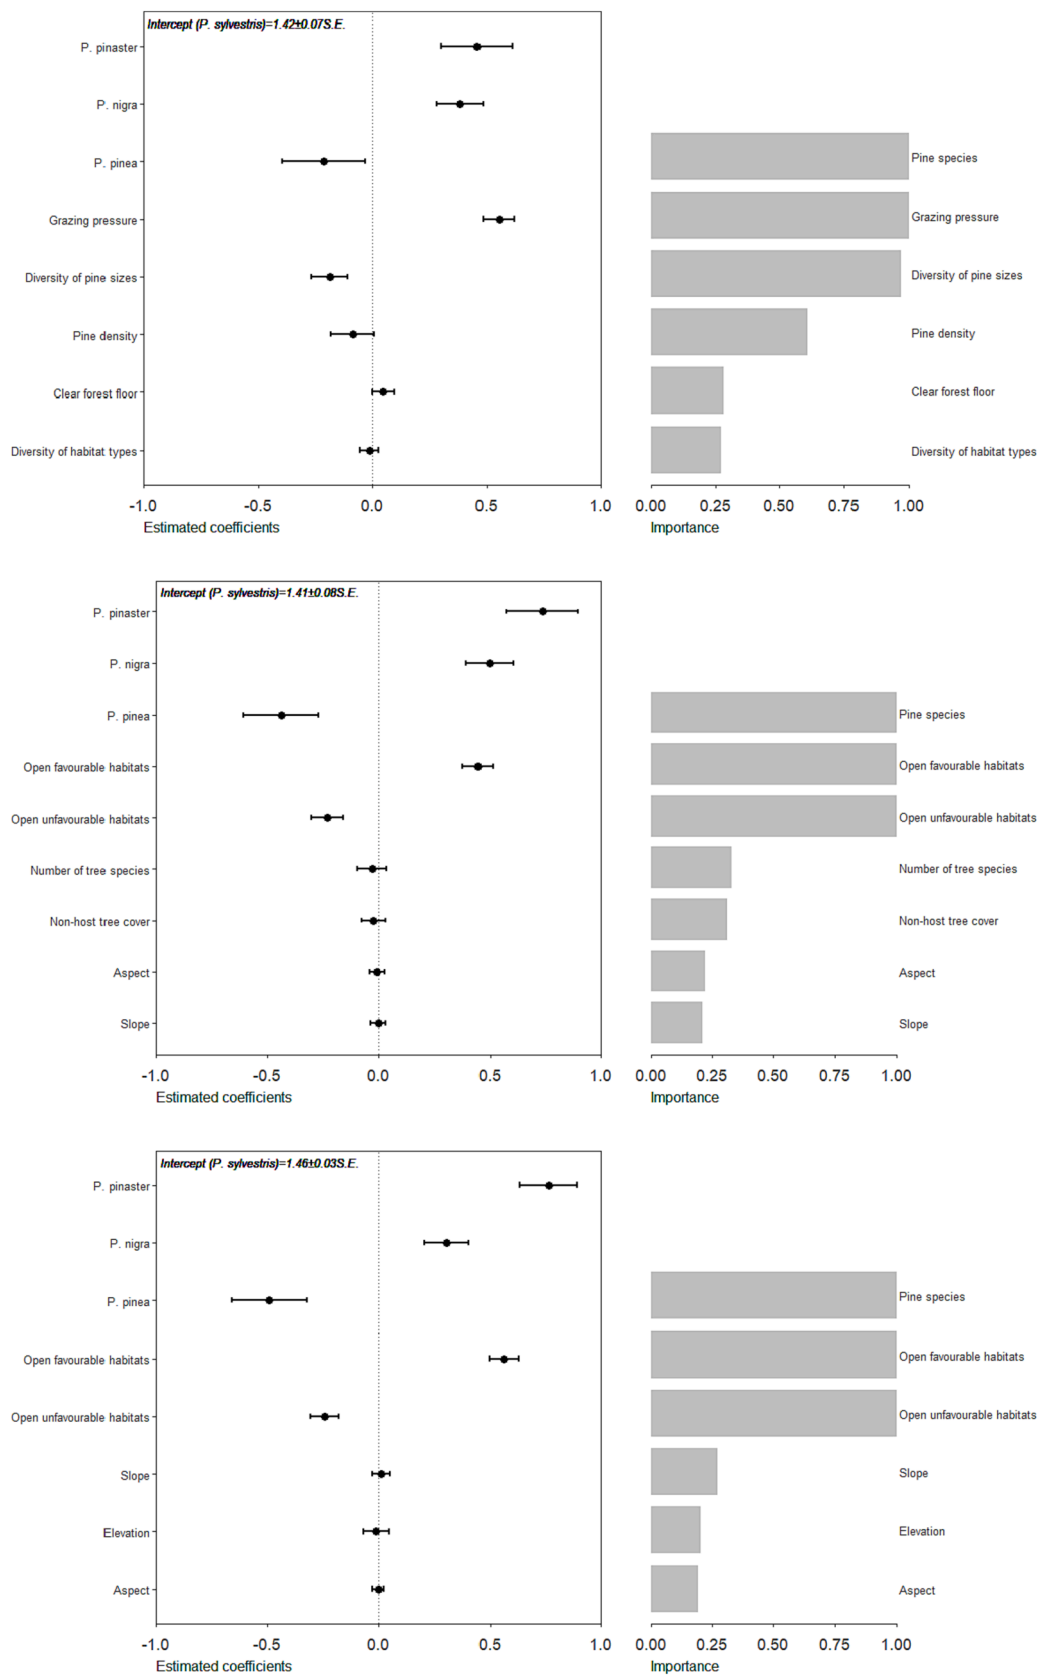 Intercept (P. sylvestris)=1.42±0.07S.E.
P. pinaster
P. nigra
P. pinea
Grazing pressure
Diversity of pine sizes
Pine density
Clear forest floor
Diversity of habitat types
-1.0 -0.5 0.0 0.5 1.0
Estimated coefficients
Pine species
Grazing pressure
Diversity of pine sizes
Pine density
Clear forest floor
Diversity of habitat types
0.00 0.25 0.50 0.75 1.00
Importance
Intercept (P. sylvestris)=1.41±0.08S.E.
P. pinaster
P. nigra
P. pinea
Open favourable habitats
Open unfavourable habitats
Number of tree species
Non-host tree cover
Aspect
Slope
-1.0 -0.5 0.0 0.5 1.0
Estimated coefficients
Pine species
Open favourable habitats
Open unfavourable habitats
Number of tree species
Non-host tree cover
Aspect
Slope
0.00 0.25 0.50 0.75 1.00
Importance
Intercept (P. sylvestris)=1.46±0.03S.E.
P. pinaster
P. nigra
P. pinea
Open favourable habitats
Open unfavourable habitats
Slope
Elevation
Aspect
-1.0 -0.5 0.0 0.5 1.0
Estimated coefficients
Pine species
Open favourable habitats
Open unfavourable habitats
Slope
Elevation
Aspect
0.00 0.25 0.50 0.75 1.00
Importance